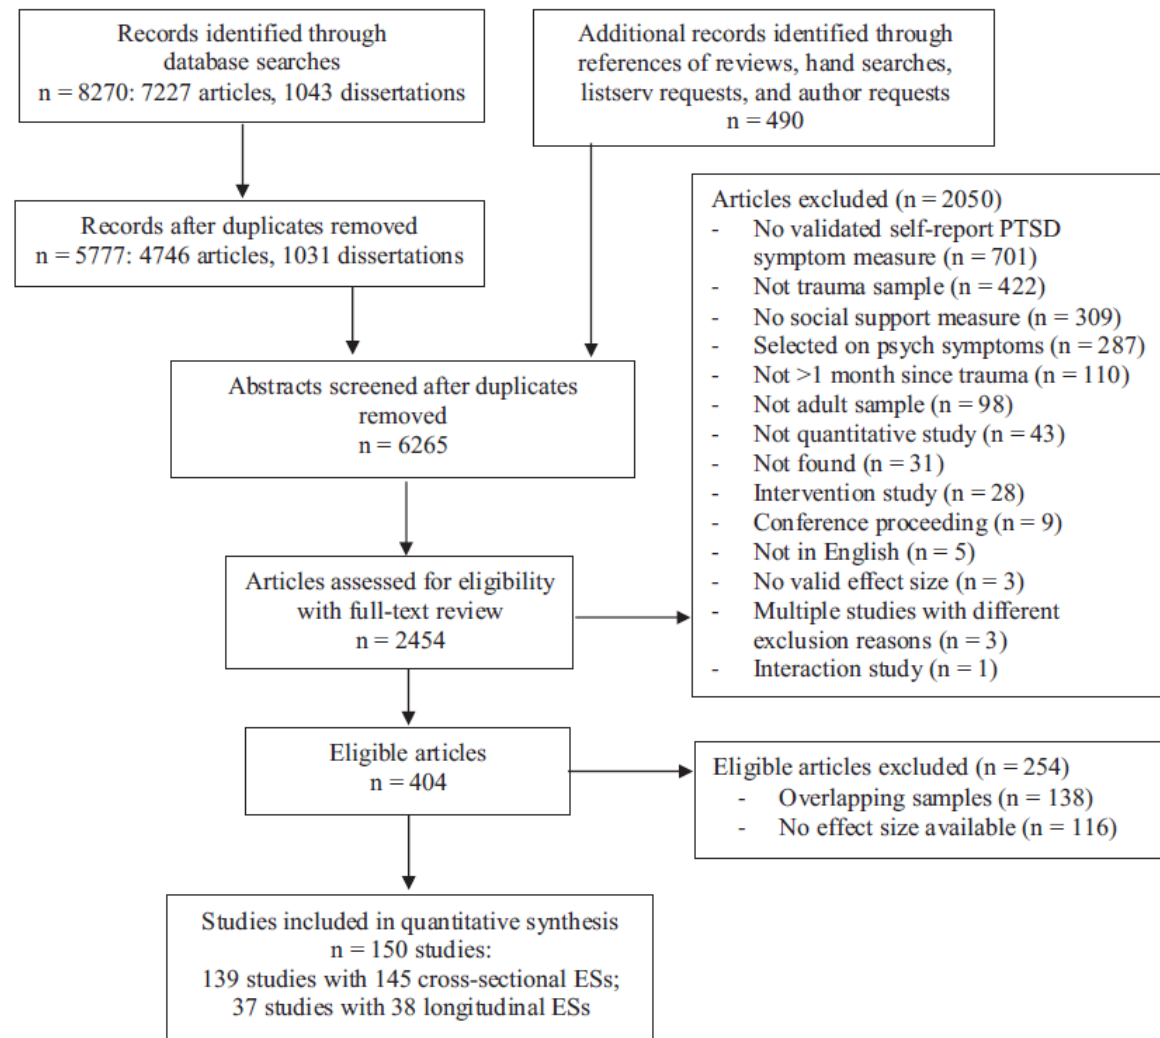 Records identified through
database searches
n = 8270: 7227 articles, 1043 dissertations
Additional records identified through
references of reviews, hand searches,
listserv requests, and author requests
n = 490
Records after duplicates removed
n = 5777: 4746 articles, 1031 dissertations
Abstracts screened after duplicates
removed
n = 6265
Articles assessed for eligibility
with full-text review
n = 2454
Articles excluded (n = 2050)
- No validated self-report PTSD
symptom measure (n = 701)
- Not trauma sample (n = 422)
- No social support measure (n = 309)
- Selected on psych symptoms (n = 287)
- Not >1 month since trauma (n = 110)
- Not adult sample (n = 98)
- Not quantitative study (n = 43)
- Not found (n = 31)
- Intervention study (n = 28)
- Conference proceeding (n = 9)
- Not in English (n = 5)
- No valid effect size (n = 3)
- Multiple studies with different
exclusion reasons (n = 3)
- Interaction study (n = 1)
Eligible articles
n = 404
Eligible articles excluded (n = 254)
- Overlapping samples (n = 138)
- No effect size available (n = 116)
Studies included in quantitative synthesis
n = 150 studies:
139 studies with 145 cross-sectional ESs;
37 studies with 38 longitudinal ESs